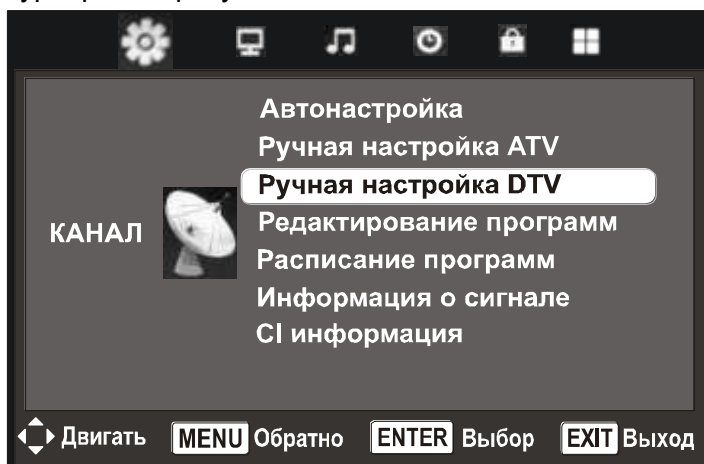 Автонастройка
Ручная настройка ATV
Ручная настройка DTV
КАНАЛ
Редактирование программ
Расписание программ
Информация о сигнале
CI информация
Двигать MENU Обратно ENTER Выбор EXIT Выход